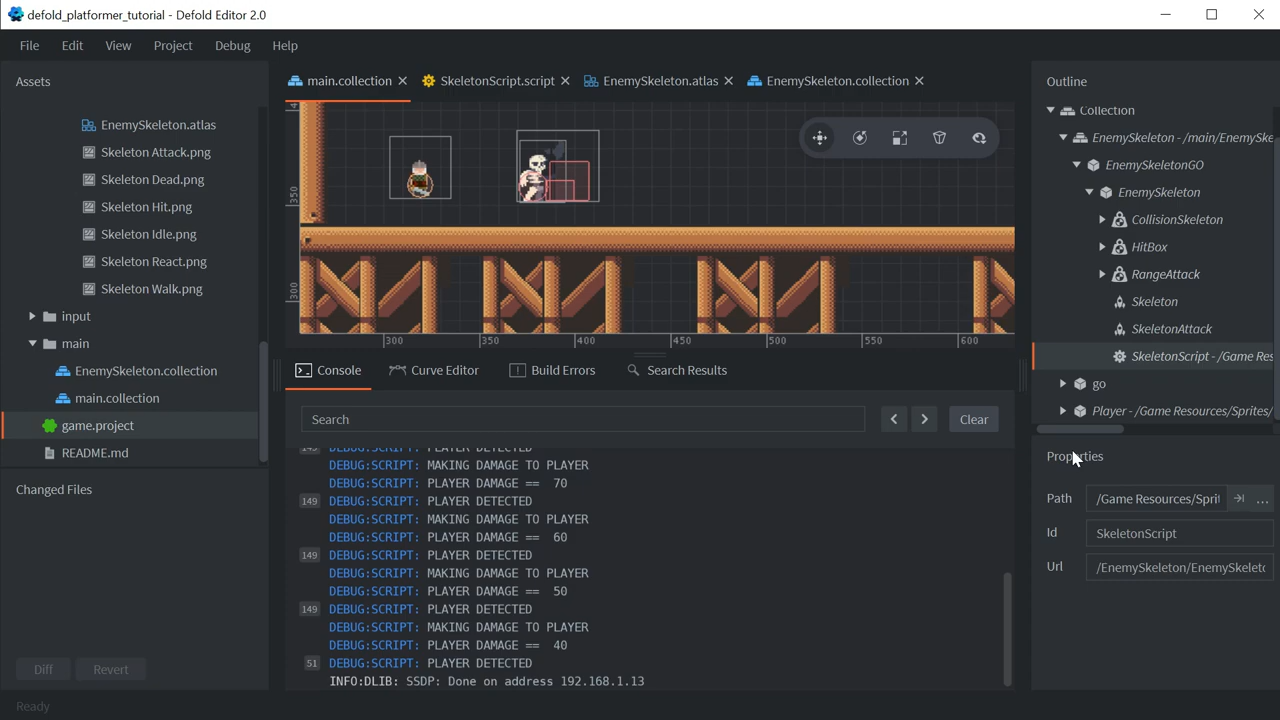 defold_platformer_tutorial - Defold Editor 2.0
File Edit View Project Debug Help
Assets
EnemySkeleton.atlas
Skeleton Attack.png
Skeleton Dead.png
Skeleton Hit.png
Skeleton Idle.png
Skeleton React.png
Skeleton Walk.png
input
main
EnemySkeleton.collection
main.collection
game.project
README.md
Changed Files
Diff Revert
Ready
main.collection SkeletonScript.script EnemySkeleton.atlas EnemySkeleton.collection
350
300
300 350 400 450 500 550 600
Console Curve Editor Build Errors Search Results
Search Clear
149 DEBUG:SCRIPT: PLAYER DETECTED
DEBUG:SCRIPT: MAKING DAMAGE TO PLAYER
DEBUG:SCRIPT: PLAYER DAMAGE == 70
149 DEBUG:SCRIPT: PLAYER DETECTED
DEBUG:SCRIPT: MAKING DAMAGE TO PLAYER
DEBUG:SCRIPT: PLAYER DAMAGE == 60
149 DEBUG:SCRIPT: PLAYER DETECTED
DEBUG:SCRIPT: MAKING DAMAGE TO PLAYER
DEBUG:SCRIPT: PLAYER DAMAGE == 50
149 DEBUG:SCRIPT: PLAYER DETECTED
DEBUG:SCRIPT: MAKING DAMAGE TO PLAYER
DEBUG:SCRIPT: PLAYER DAMAGE == 40
51 DEBUG:SCRIPT: PLAYER DETECTED
INFO:DLIB: SSDP: Done on address 192.168.1.13
Outline
Collection
EnemySkeleton - /main/EnemySke
EnemySkeletonGO
EnemySkeleton
CollisionSkeleton
HitBox
RangeAttack
Skeleton
SkeletonAttack
SkeletonScript - /Game Res
go
Player - /Game Resources/Sprites/
Properties
Path /Game Resources/Sprit ...
Id SkeletonScript
Url /EnemySkeleton/EnemySkeletc